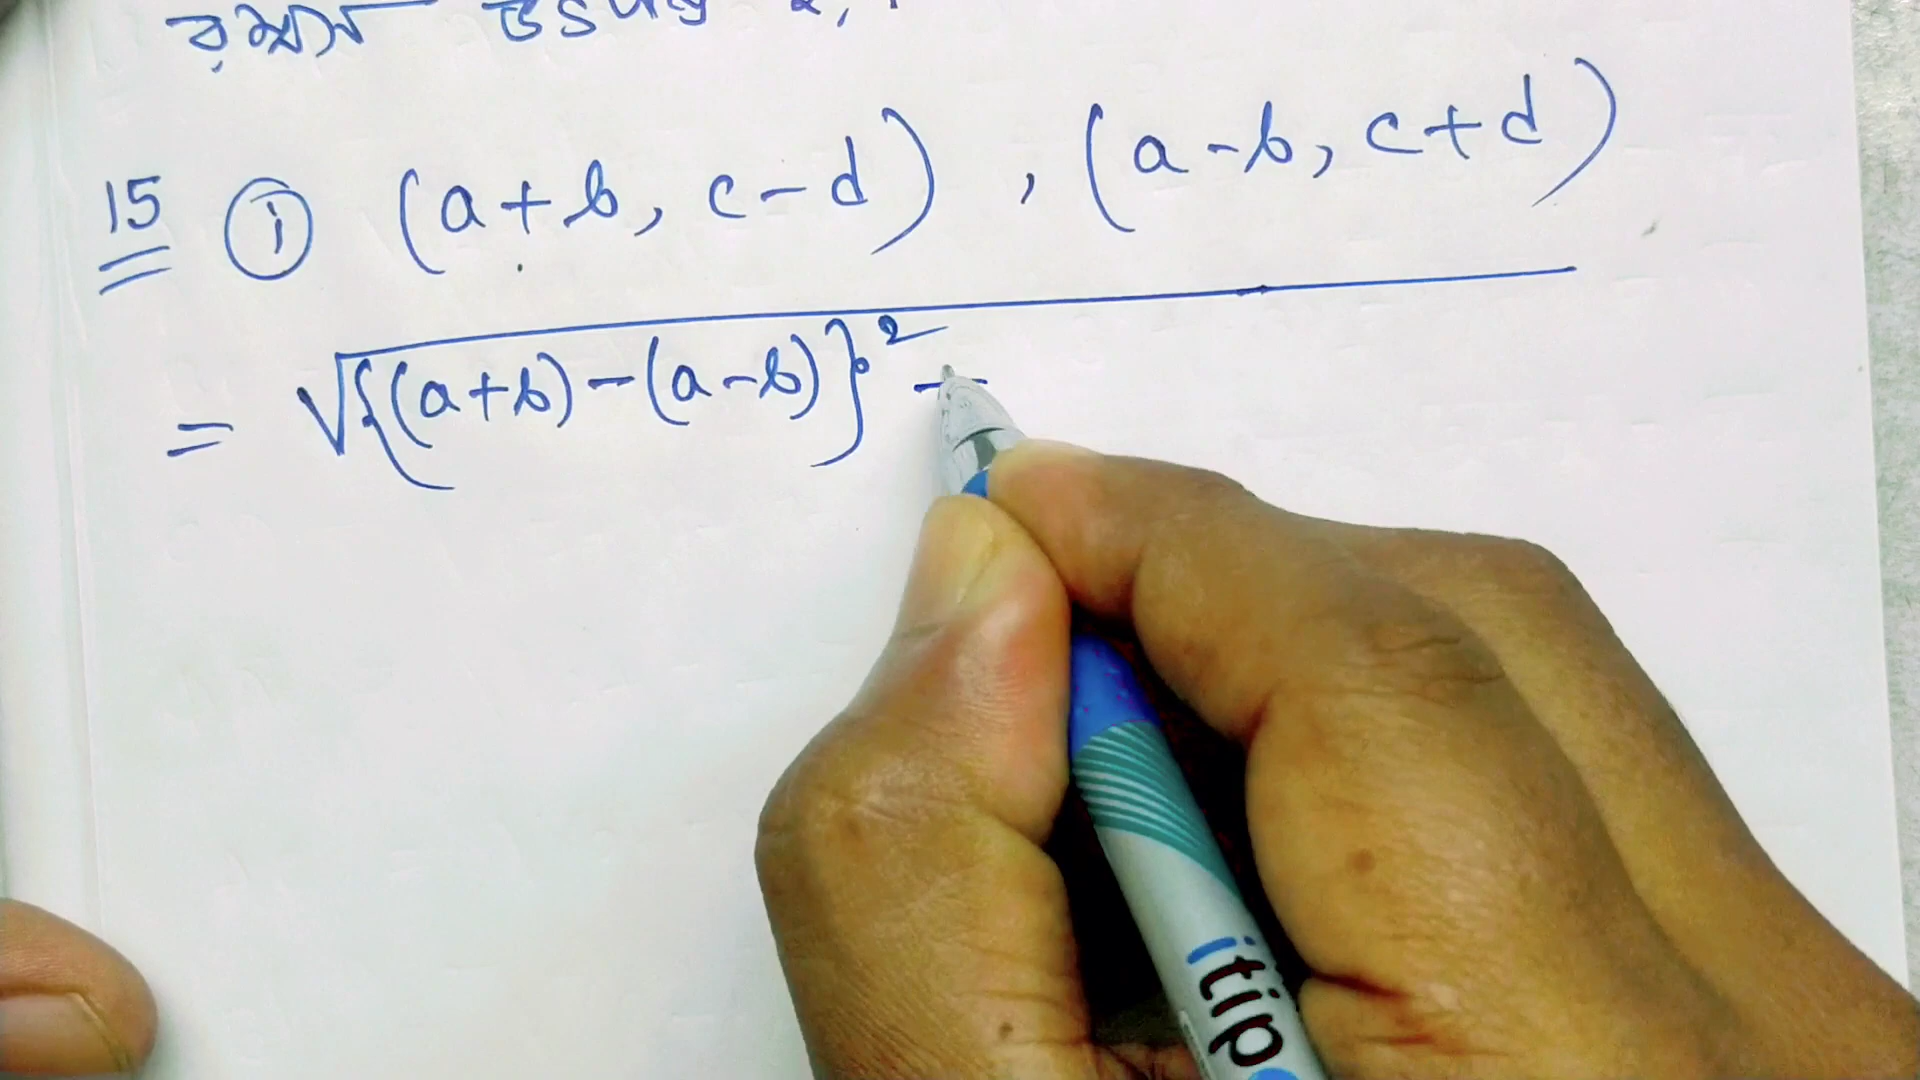 15 (i) (a+b, c-d), (a-b, c+d)
= √{(a+b)-(a-b)}² +
itip